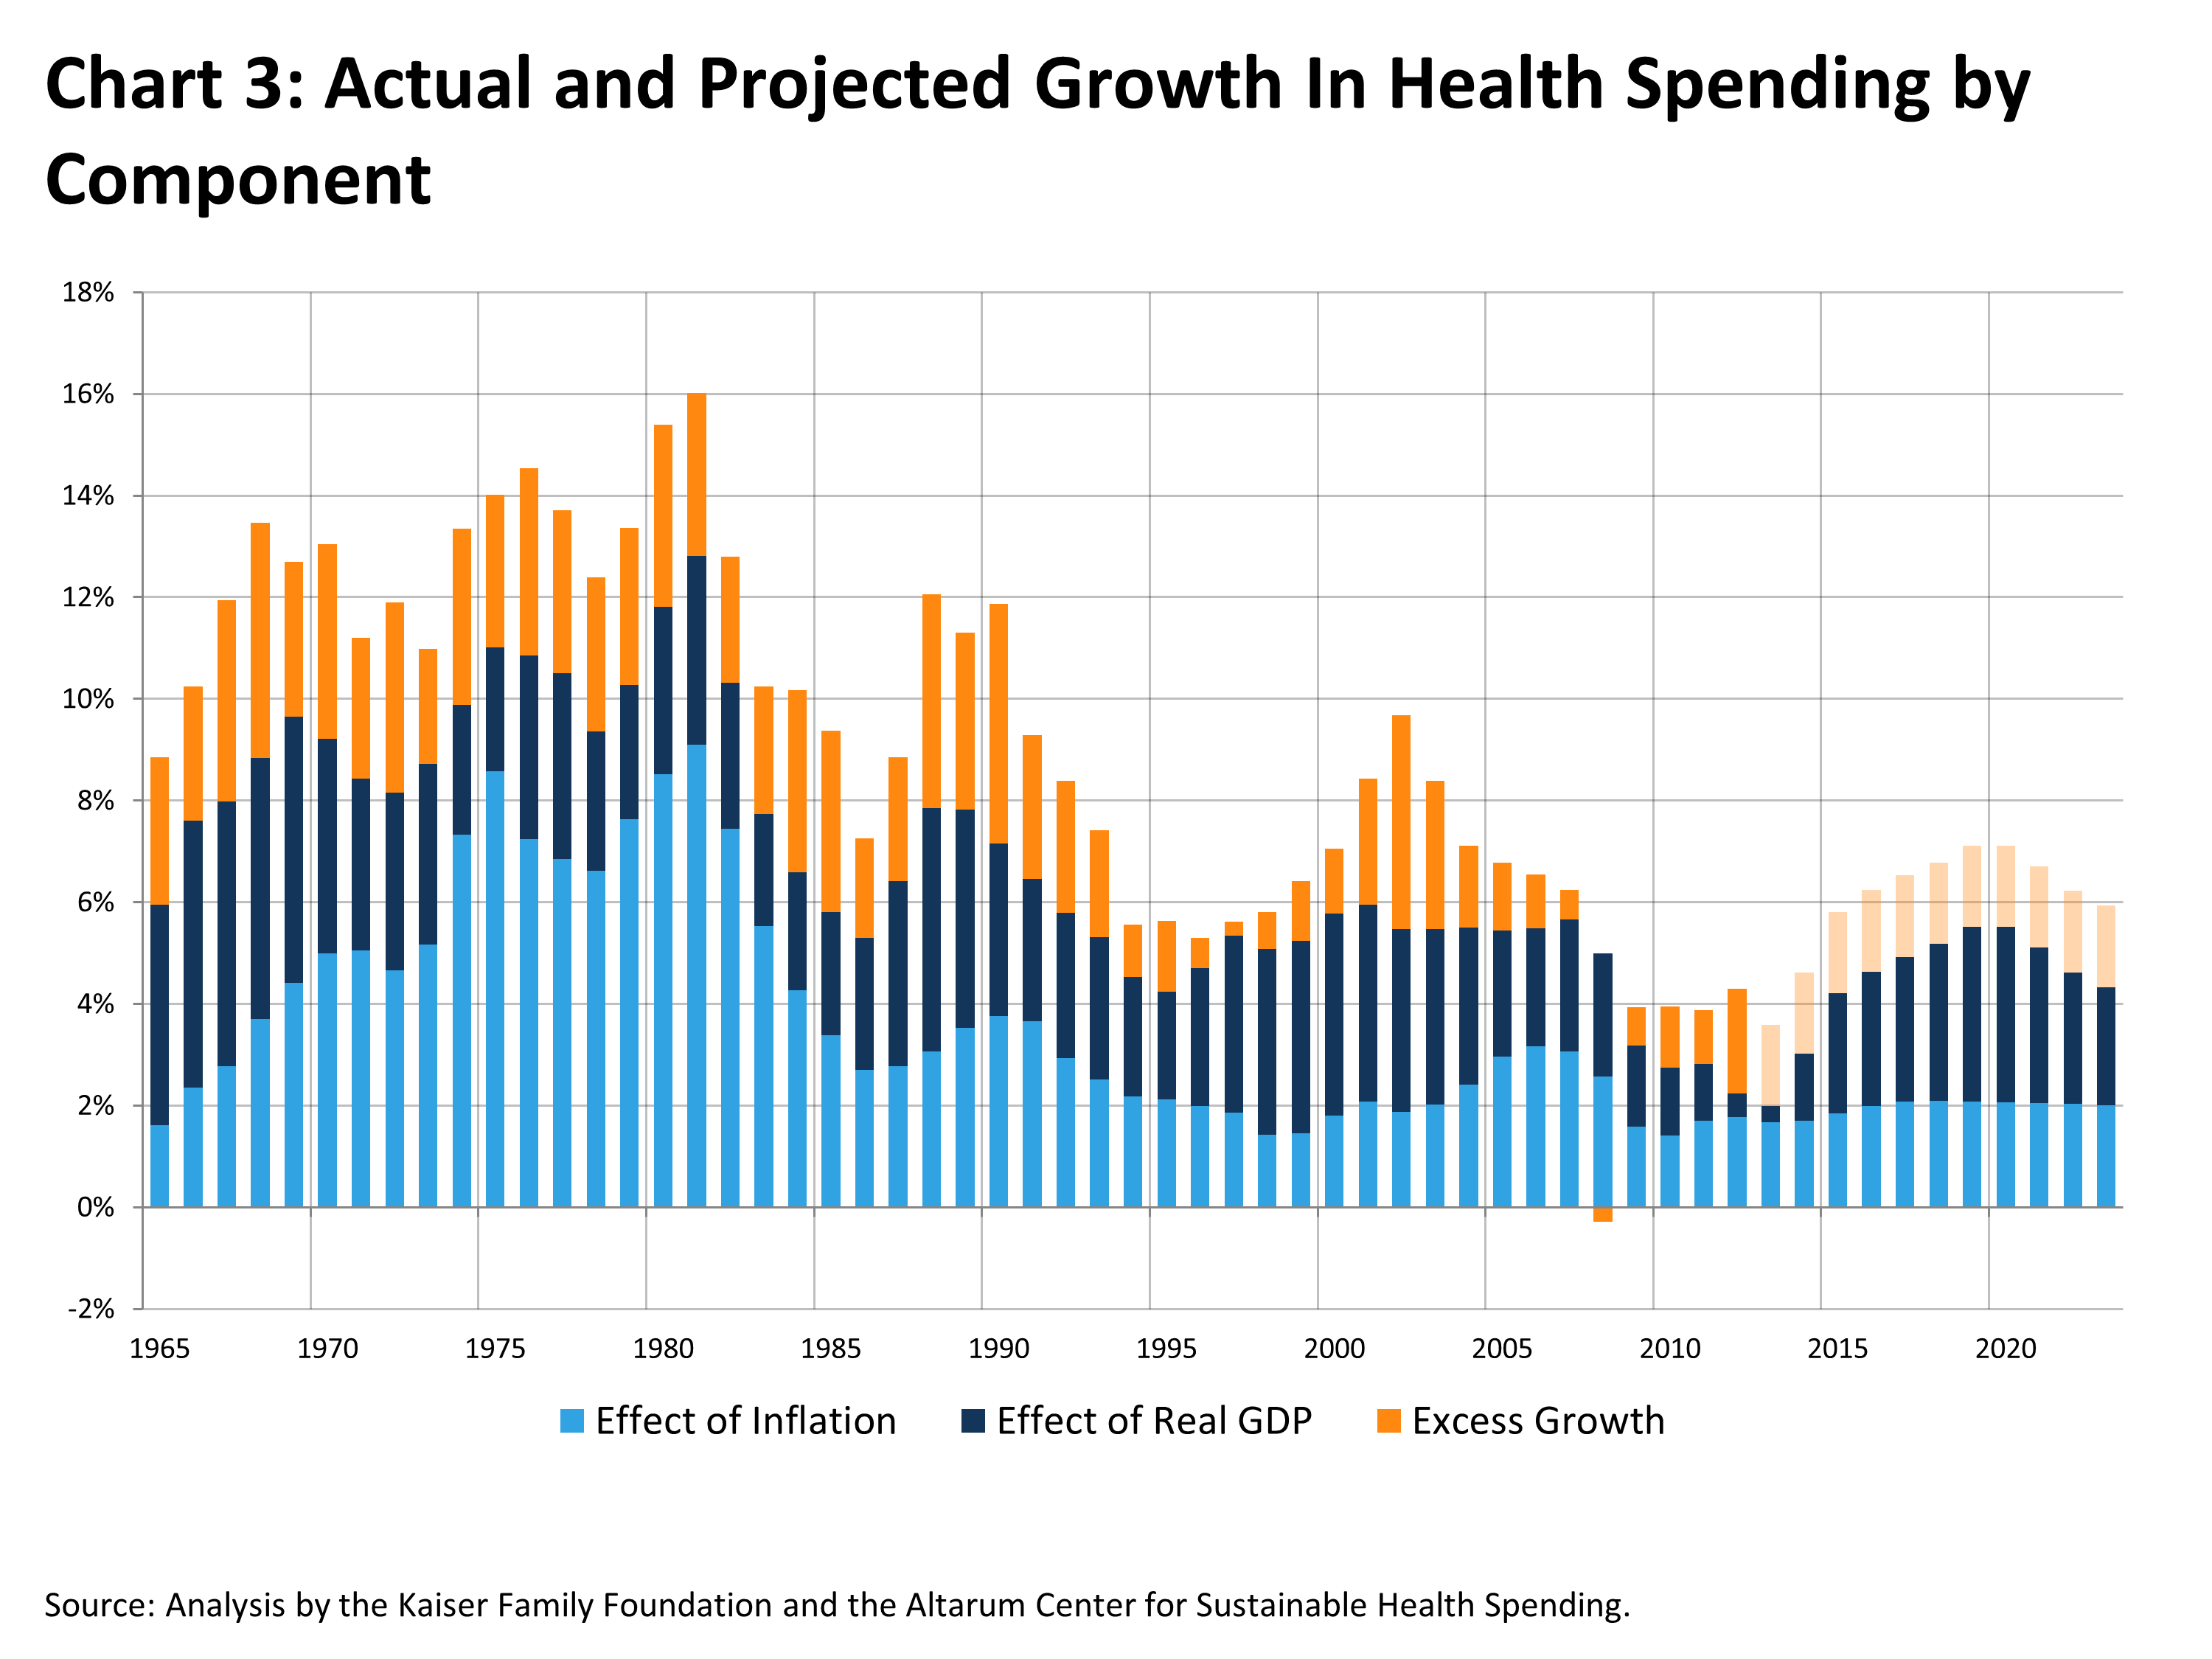 Chart 3: Actual and Projected Growth In Health Spending by
Component
18%
16%
14%
12%
10%
8%
6%
4%
2%
0%
-2%
1965 1970 1975 1980 1985 1990 1995 2000 2005 2010 2015 2020
Effect of Inflation Effect of Real GDP Excess Growth
Source: Analysis by the Kaiser Family Foundation and the Altarum Center for Sustainable Health Spending.